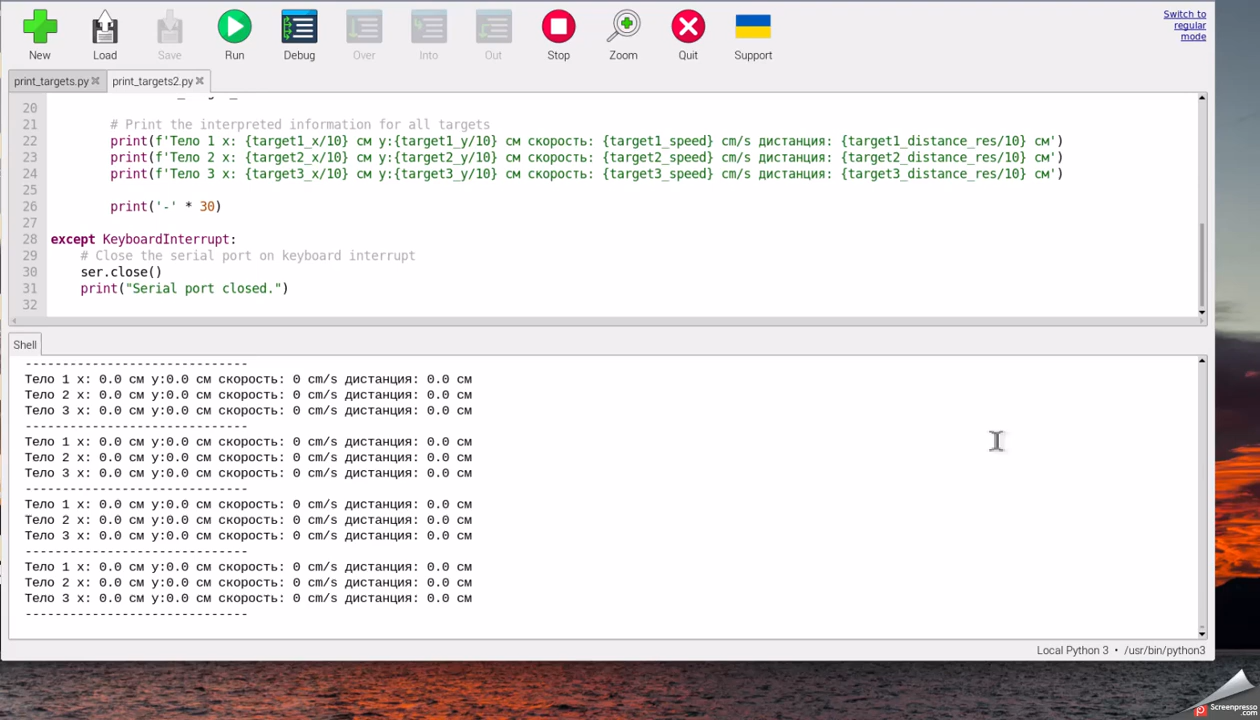 Switch to
regular
mode
New Load Save Run Debug Over Into Out Stop Zoom Quit Support
print_targets.py print_targets2.py
20
21 # Print the interpreted information for all targets
22 print(f'Тело 1 x: {target1_x/10} см y:{target1_y/10} см скорость: {target1_speed} cm/s дистанция: {target1_distance_res/10} см')
23 print(f'Тело 2 x: {target2_x/10} см y:{target2_y/10} см скорость: {target2_speed} cm/s дистанция: {target2_distance_res/10} см')
24 print(f'Тело 3 x: {target3_x/10} см y:{target3_y/10} см скорость: {target3_speed} cm/s дистанция: {target3_distance_res/10} см')
25
26 print('-' * 30)
27
28 except KeyboardInterrupt:
29 # Close the serial port on keyboard interrupt
30 ser.close()
31 print("Serial port closed.")
32
Shell
------------------------------
Тело 1 x: 0.0 см y:0.0 см скорость: 0 cm/s дистанция: 0.0 см
Тело 2 x: 0.0 см y:0.0 см скорость: 0 cm/s дистанция: 0.0 см
Тело 3 x: 0.0 см y:0.0 см скорость: 0 cm/s дистанция: 0.0 см
------------------------------
Тело 1 x: 0.0 см y:0.0 см скорость: 0 cm/s дистанция: 0.0 см
Тело 2 x: 0.0 см y:0.0 см скорость: 0 cm/s дистанция: 0.0 см
Тело 3 x: 0.0 см y:0.0 см скорость: 0 cm/s дистанция: 0.0 см
------------------------------
Тело 1 x: 0.0 см y:0.0 см скорость: 0 cm/s дистанция: 0.0 см
Тело 2 x: 0.0 см y:0.0 см скорость: 0 cm/s дистанция: 0.0 см
Тело 3 x: 0.0 см y:0.0 см скорость: 0 cm/s дистанция: 0.0 см
------------------------------
Тело 1 x: 0.0 см y:0.0 см скорость: 0 cm/s дистанция: 0.0 см
Тело 2 x: 0.0 см y:0.0 см скорость: 0 cm/s дистанция: 0.0 см
Тело 3 x: 0.0 см y:0.0 см скорость: 0 cm/s дистанция: 0.0 см
------------------------------
Local Python 3 • /usr/bin/python3
Screenpresso
.com